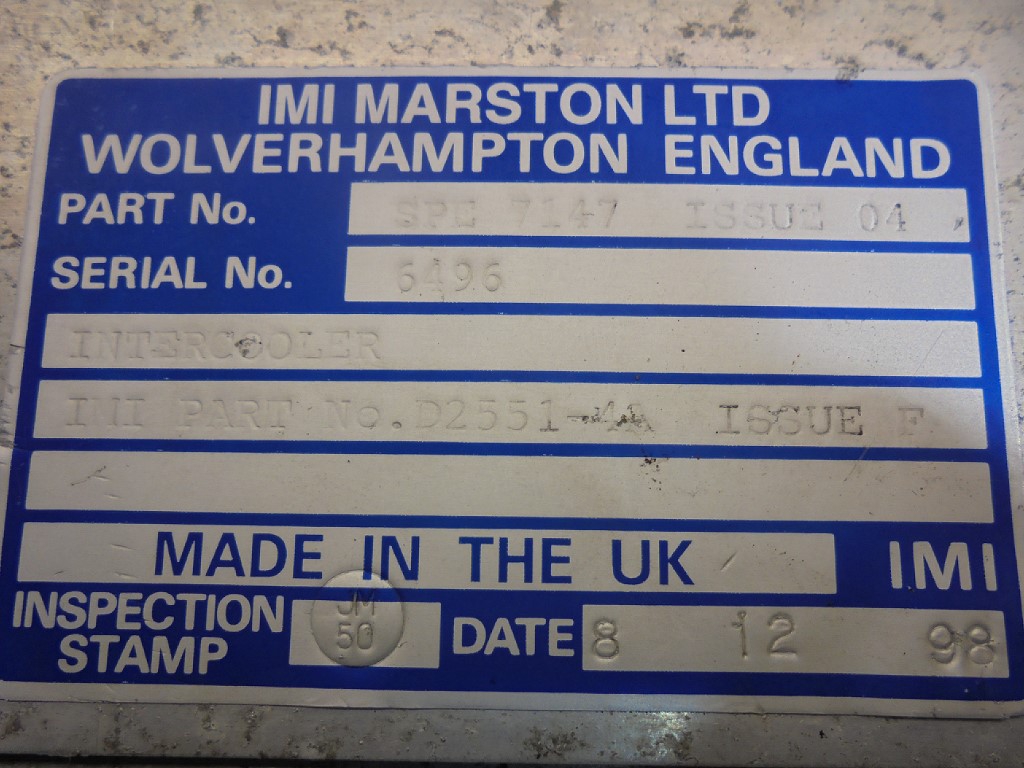 IMI MARSTON LTD
WOLVERHAMPTON ENGLAND
PART No. SPE 7147 ISSUE 04
SERIAL No. 6496
INTERCOOLER
IMI PART No.D2551-4A ISSUE F
MADE IN THE UK IMI
INSPECTION STAMP JM 50 DATE 8 12 98